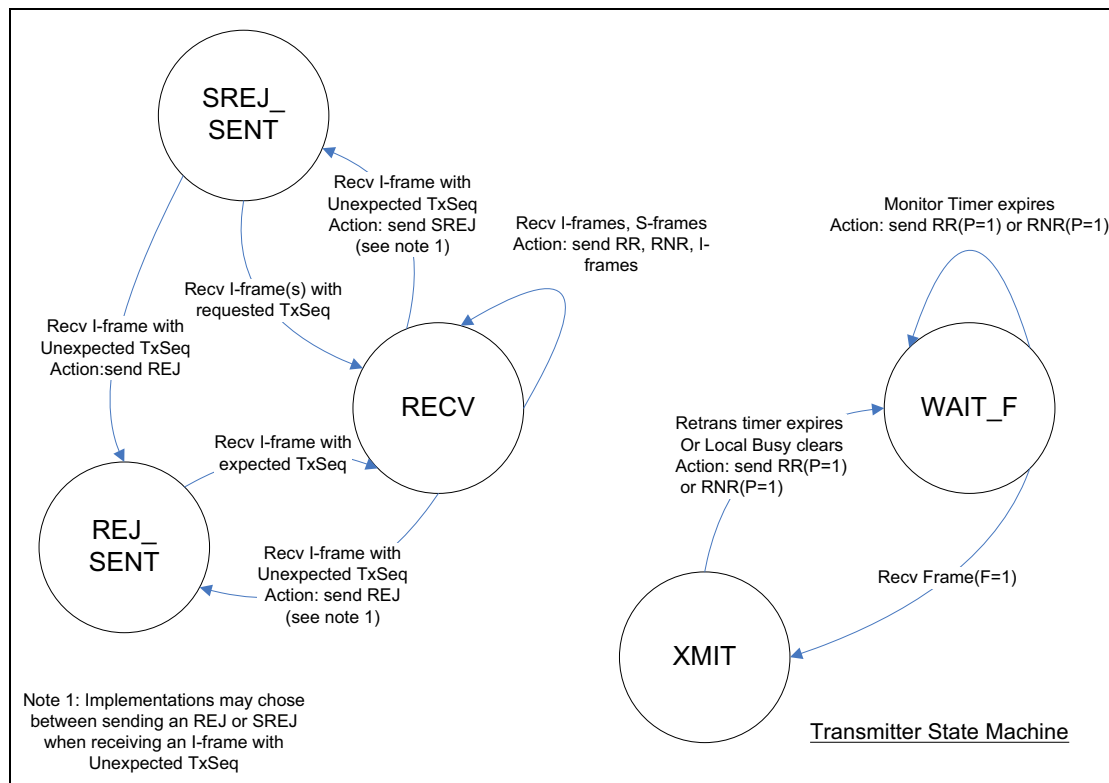 SREJ_
SENT
Recv I-frame with
Unexpected TxSeq
Action: send SREJ
(see note 1)
Recv I-frames, S-frames
Action: send RR, RNR, I-
frames
Monitor Timer expires
Action: send RR(P=1) or RNR(P=1)
Recv I-frame(s) with
requested TxSeq
Recv I-frame with
Unexpected TxSeq
Action:send REJ
RECV
WAIT_F
Retrans timer expires
Or Local Busy clears
Action: send RR(P=1)
or RNR(P=1)
Recv I-frame with
expected TxSeq
REJ_
SENT
Recv I-frame with
Unexpected TxSeq
Action: send REJ
(see note 1)
Recv Frame(F=1)
XMIT
Note 1: Implementations may chose
between sending an REJ or SREJ
when receiving an I-frame with
Unexpected TxSeq
Transmitter State Machine